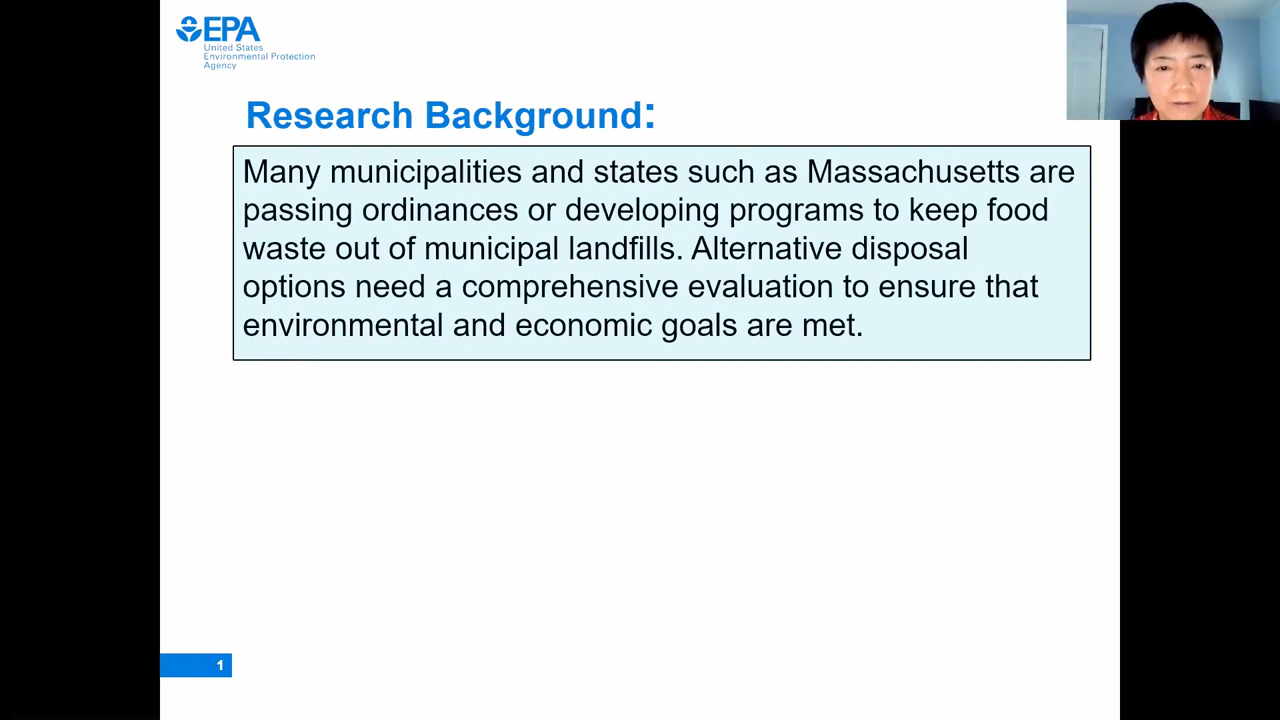 EPA
United States
Environmental Protection
Agency
Research Background:
Many municipalities and states such as Massachusetts are
passing ordinances or developing programs to keep food
waste out of municipal landfills. Alternative disposal
options need a comprehensive evaluation to ensure that
environmental and economic goals are met.
1